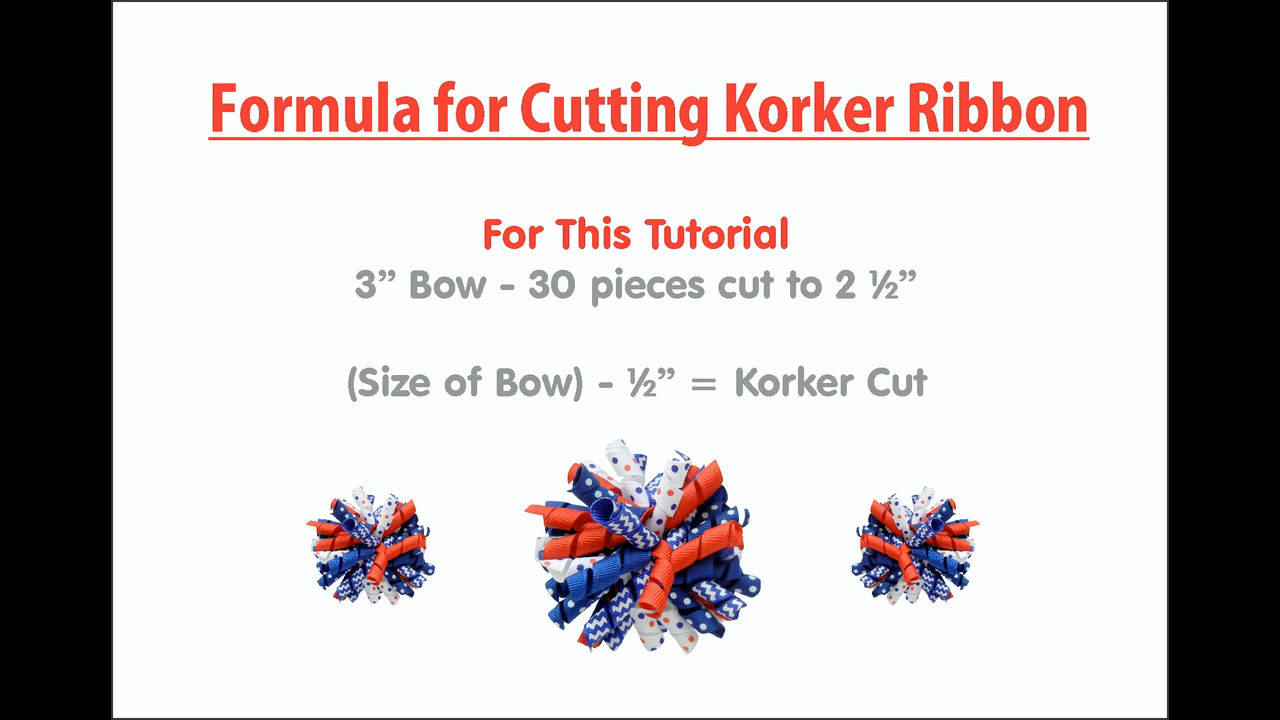 Formula for Cutting Korker Ribbon
For This Tutorial
3” Bow - 30 pieces cut to 2 ½”
(Size of Bow) - ½” = Korker Cut